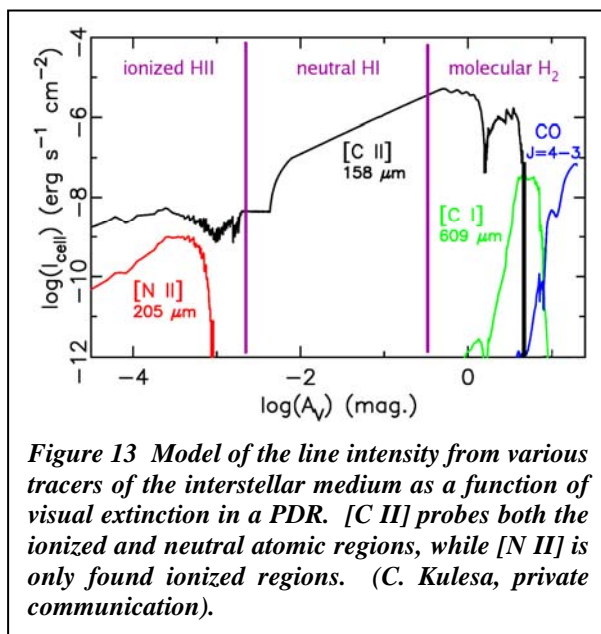 ionized HII neutral HI molecular H₂
-4
-6
-8
-10
-12
log(I_cell) (erg s⁻¹ cm⁻²)
[C II]
158 μm
[N II]
205 μm
CO
J=4-3
[C I]
609 μm
-4 -2 0
log(A_V) (mag.)
Figure 13 Model of the line intensity from various
tracers of the interstellar medium as a function of
visual extinction in a PDR. [C II] probes both the
ionized and neutral atomic regions, while [N II] is
only found ionized regions. (C. Kulesa, private
communication).